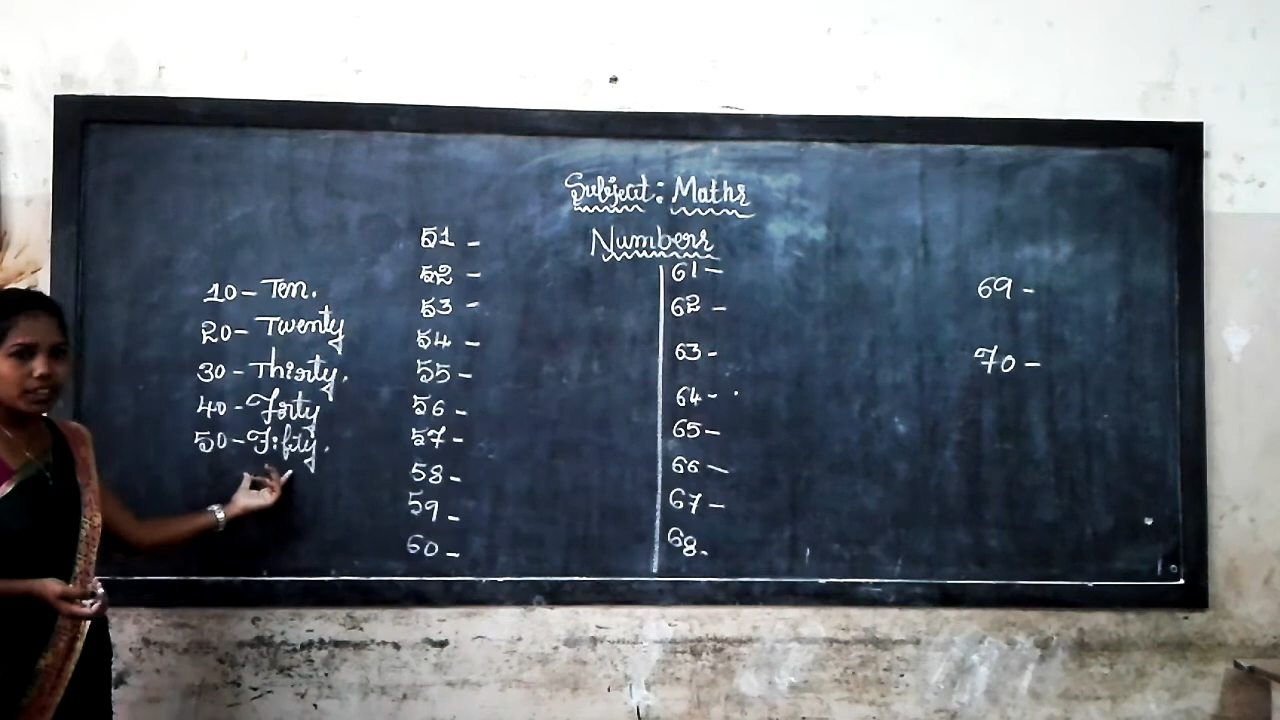 Subject: Maths
Numbers
10 - Ten.
20 - Twenty
30 - Thirty.
40 - Forty
50 - Fifty.
51 -
52 -
53 -
54 -
55 -
56 -
57 -
58 -
59 -
60 -
61 -
62 -
63 -
64 -
65 -
66 -
67 -
68 -
69 -
70 -